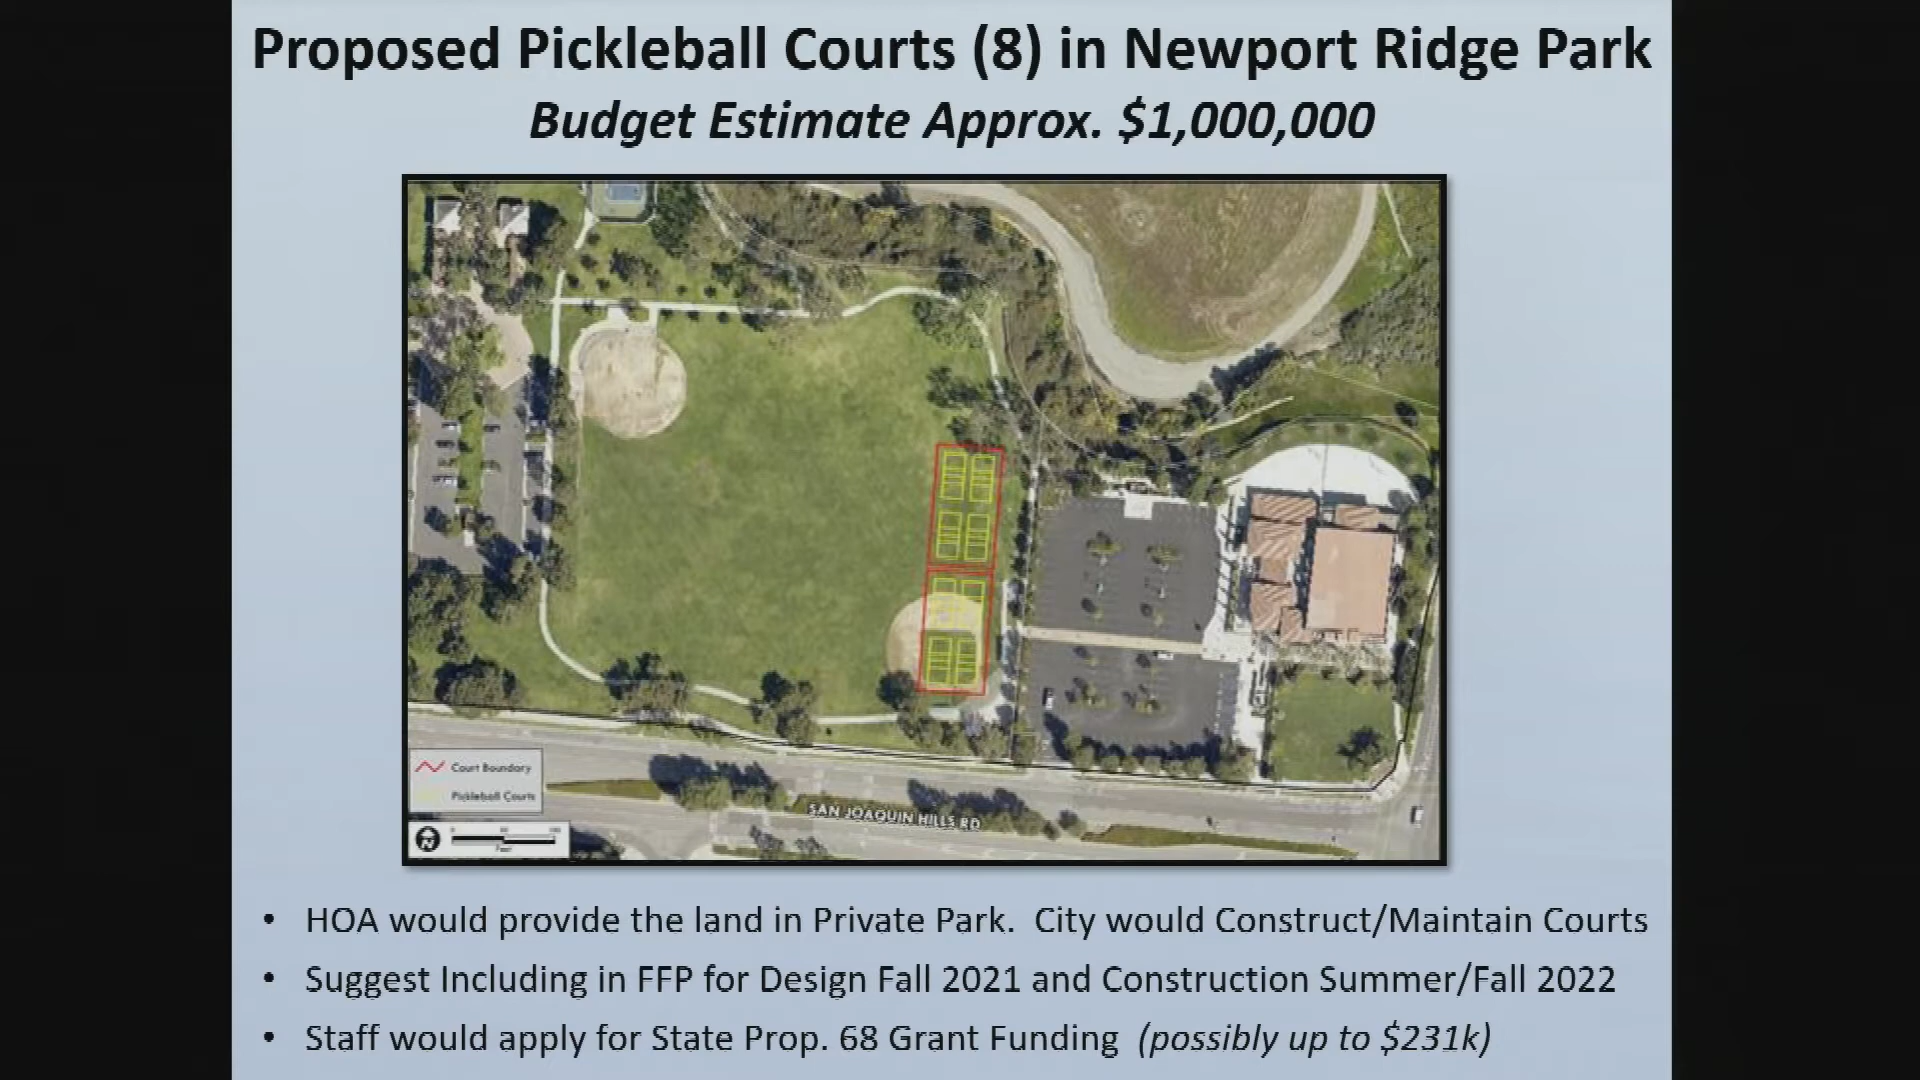 Proposed Pickleball Courts (8) in Newport Ridge Park
Budget Estimate Approx. $1,000,000
Court Boundary
Pickleball Courts
SAN JOAQUIN HILLS RD
• HOA would provide the land in Private Park.  City would Construct/Maintain Courts
• Suggest Including in FFP for Design Fall 2021 and Construction Summer/Fall 2022
• Staff would apply for State Prop. 68 Grant Funding  (possibly up to $231k)